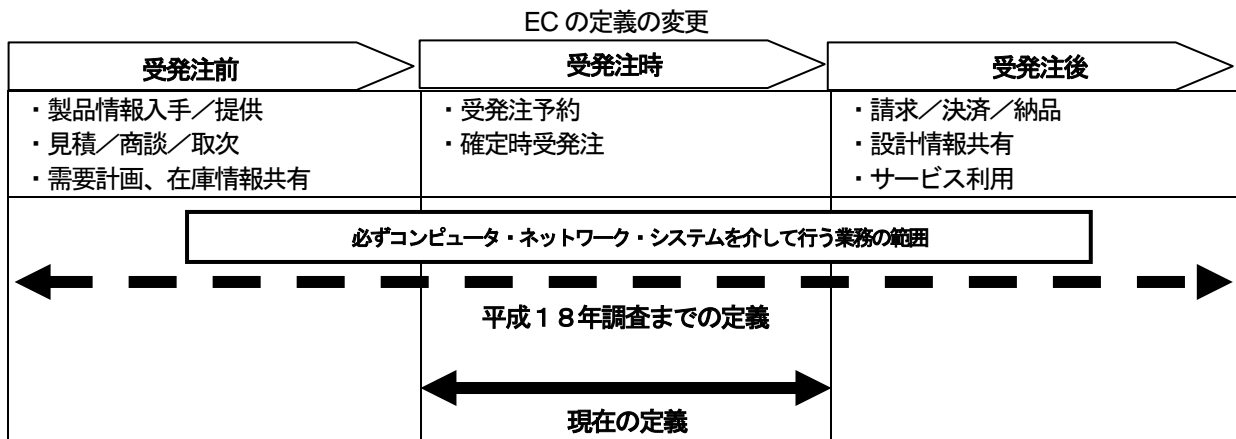 EC の定義の変更
受発注前
受発注時
受発注後
・製品情報入手／提供
・見積／商談／取次
・需要計画、在庫情報共有
・受発注予約
・確定時受発注
・請求／決済／納品
・設計情報共有
・サービス利用
必ずコンピュータ・ネットワーク・システムを介して行う業務の範囲
平成１８年調査までの定義
現在の定義